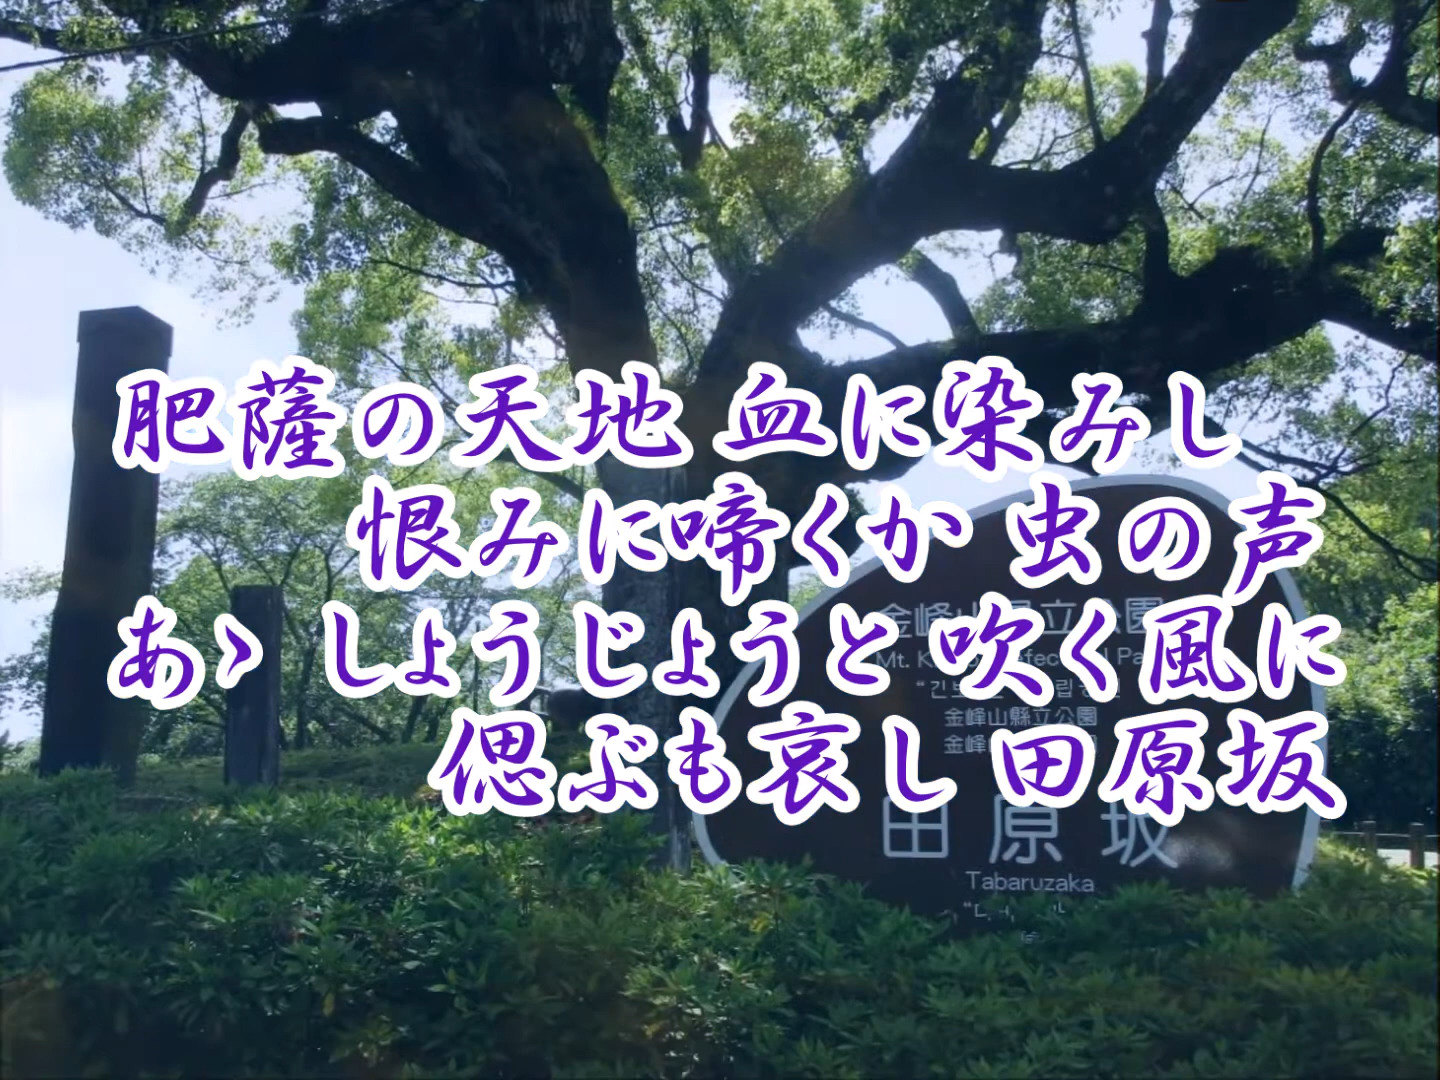 肥薩の天地 血に染みし
恨みに啼くか 虫の声
あゝ しょうじょうと 吹く風に
偲ぶも哀し 田原坂
金峰山県立公園
金峰山縣立公園
田原坂
Tabaruzaka